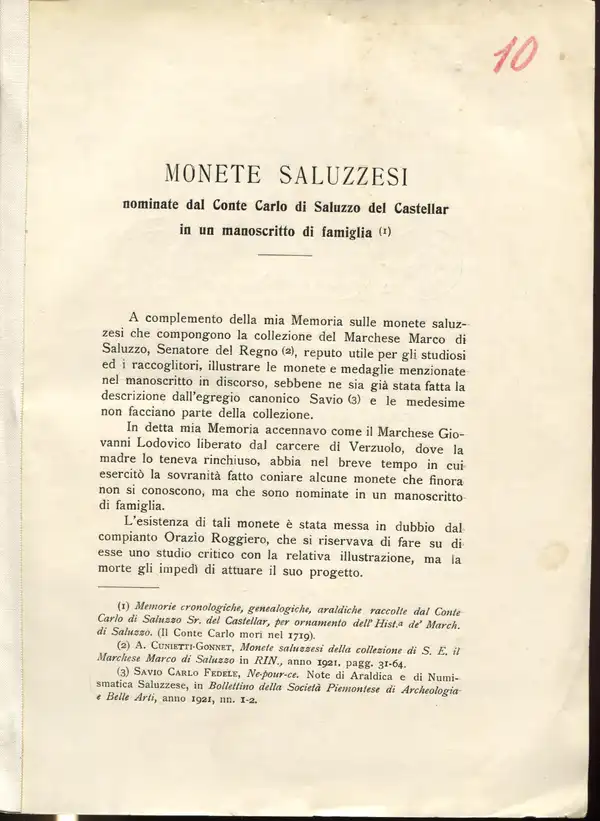 10
MONETE SALUZZESI
nominate dal Conte Carlo di Saluzzo del Castellar
in un manoscritto di famiglia (1)
A complemento della mia Memoria sulle monete saluz-
zesi che compongono la collezione del Marchese Marco di
Saluzzo, Senatore del Regno (2), reputo utile per gli studiosi
ed i raccoglitori, illustrare le monete e medaglie menzionate
nel manoscritto in discorso, sebbene ne sia già stata fatta la
descrizione dall'egregio canonico Savio (3) e le medesime
non facciano parte della collezione.
In detta mia Memoria accennavo come il Marchese Gio-
vanni Lodovico liberato dal carcere di Verzuolo, dove la
madre lo teneva rinchiuso, abbia nel breve tempo in cui
esercitò la sovranità fatto coniare alcune monete che finora
non si conoscono, ma che sono nominate in un manoscritto
di famiglia.
L'esistenza di tali monete è stata messa in dubbio dal
compianto Orazio Roggiero, che si riservava di fare su di
esse uno studio critico con la relativa illustrazione, ma la
morte gli impedì di attuare il suo progetto.
(1) Memorie cronologiche, genealogiche, araldiche raccolte dal Conte
Carlo di Saluzzo Sr. del Castellar, per ornamento dell'Hist.a de' March.
di Saluzzo. (Il Conte Carlo morì nel 1719).
(2) A. CUNIETTI-GONNET, Monete saluzzesi della collezione di S. E. il
Marchese Marco di Saluzzo in RIN., anno 1921, pagg. 31-64.
(3) SAVIO CARLO FEDELE, Ne-pour-ce. Note di Araldica e di Numi-
smatica Saluzzese, in Bollettino della Società Piemontese di Archeologia
e Belle Arti, anno 1921, nn. 1-2.